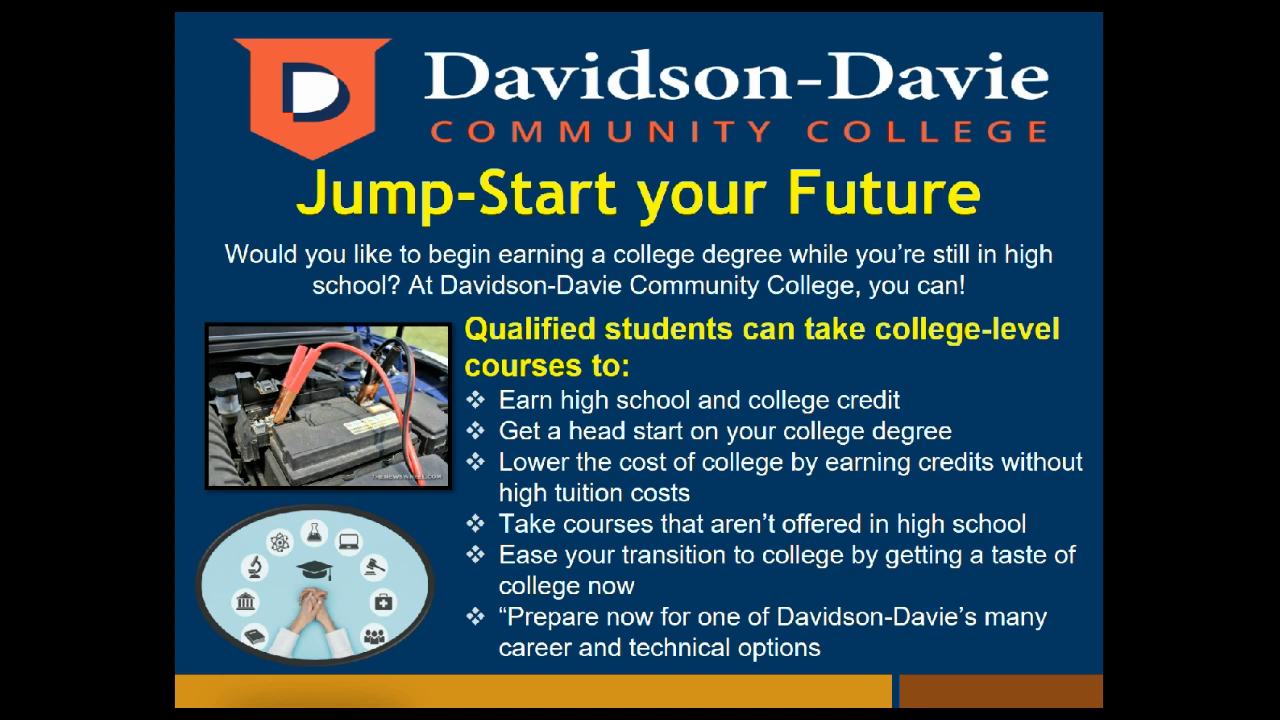 D
Davidson-Davie
COMMUNITY COLLEGE
Jump-Start your Future
Would you like to begin earning a college degree while you’re still in high
school? At Davidson-Davie Community College, you can!
Qualified students can take college-level
courses to:
❖ Earn high school and college credit
❖ Get a head start on your college degree
❖ Lower the cost of college by earning credits without
high tuition costs
❖ Take courses that aren’t offered in high school
❖ Ease your transition to college by getting a taste of
college now
❖ “Prepare now for one of Davidson-Davie’s many
career and technical options
THENEWSWHEEL.COM